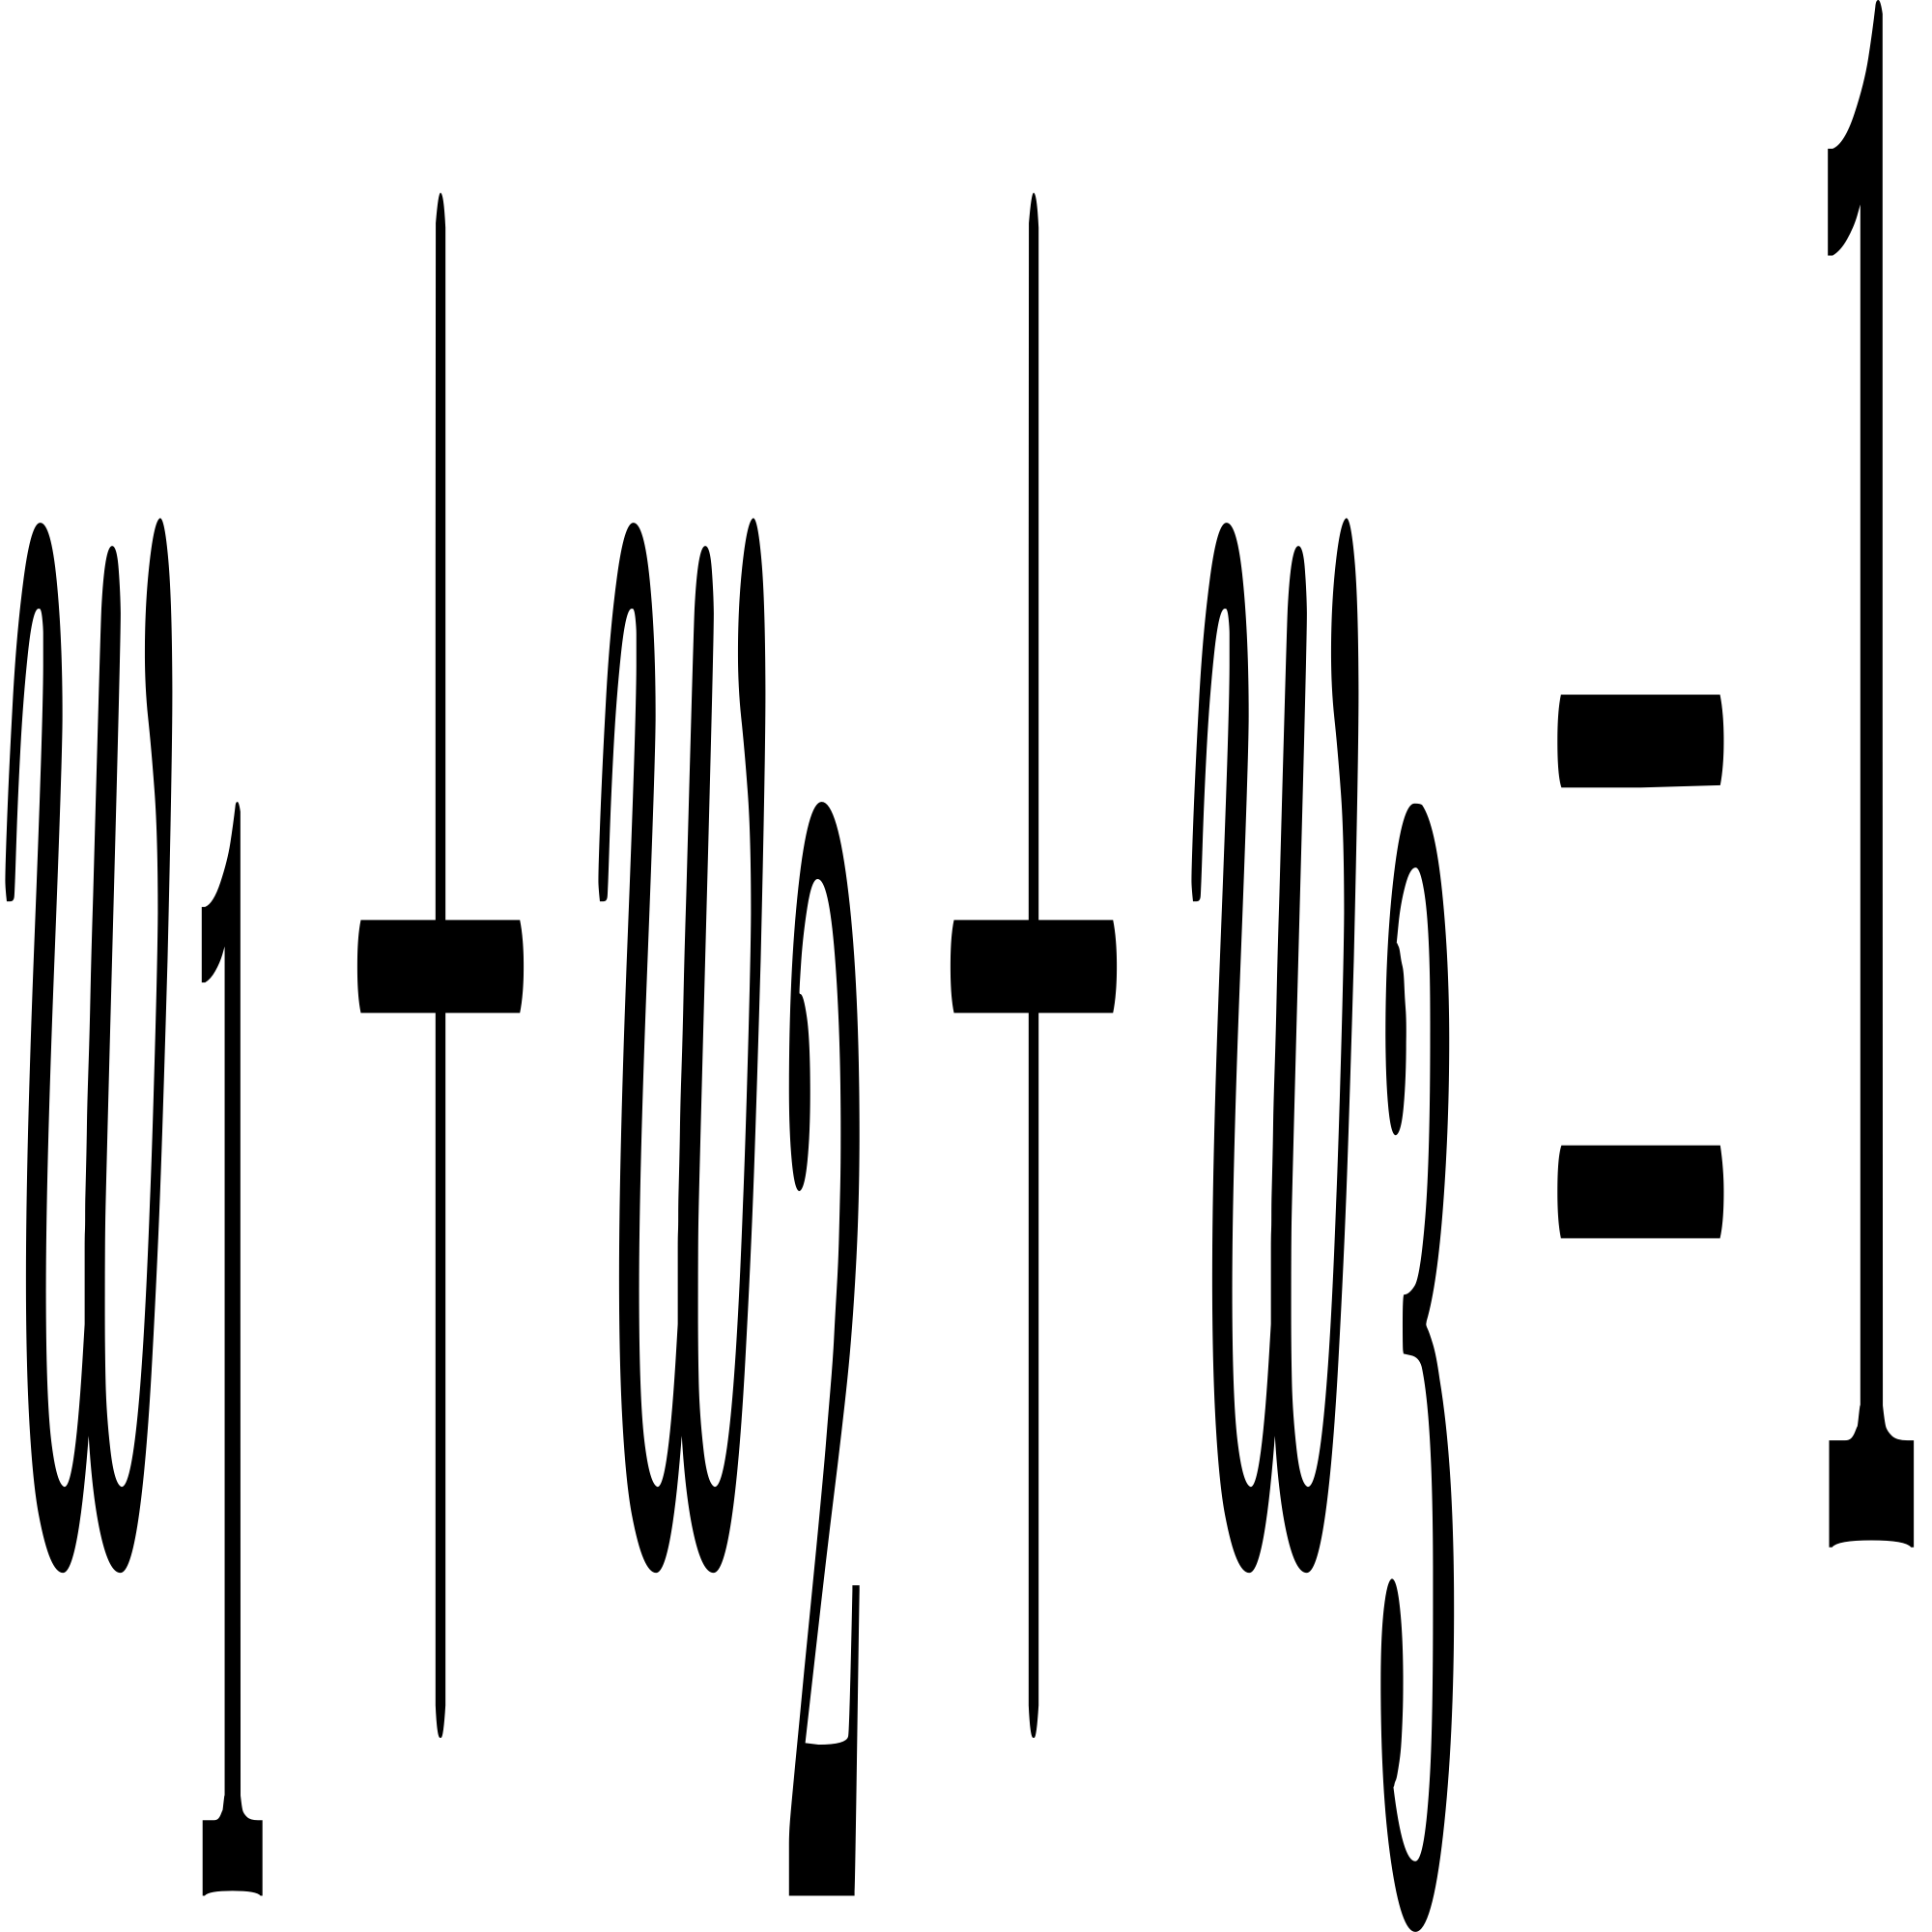 w₁ + w₂ + w₃ = 1